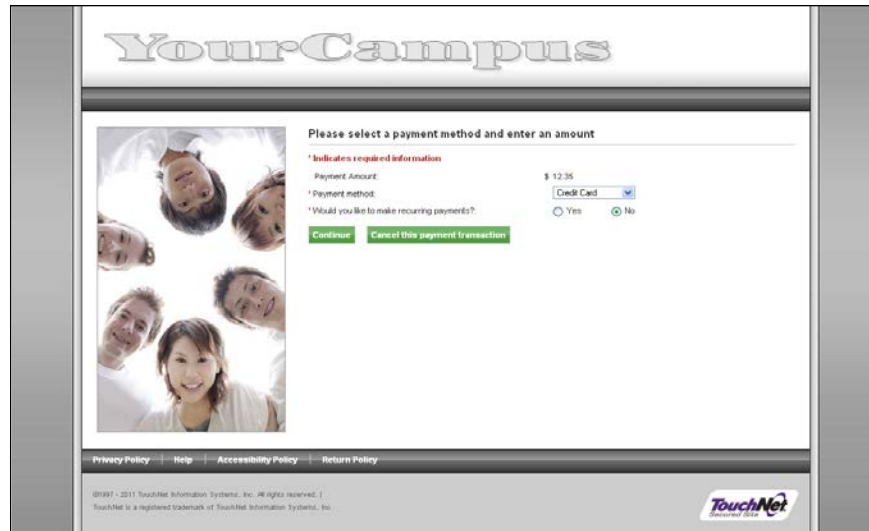 YourCampus
Please select a payment method and enter an amount
* Indicates required information
Payment Amount: $ 12.35
* Payment method: Credit Card
* Would you like to make recurring payments?: Yes No
Continue Cancel this payment transaction
Privacy Policy | Help | Accessibility Policy | Return Policy
©1997 - 2011 TouchNet Information Systems, Inc. All rights reserved. |
TouchNet is a registered trademark of TouchNet Information Systems, Inc.
TouchNet
Secured Site